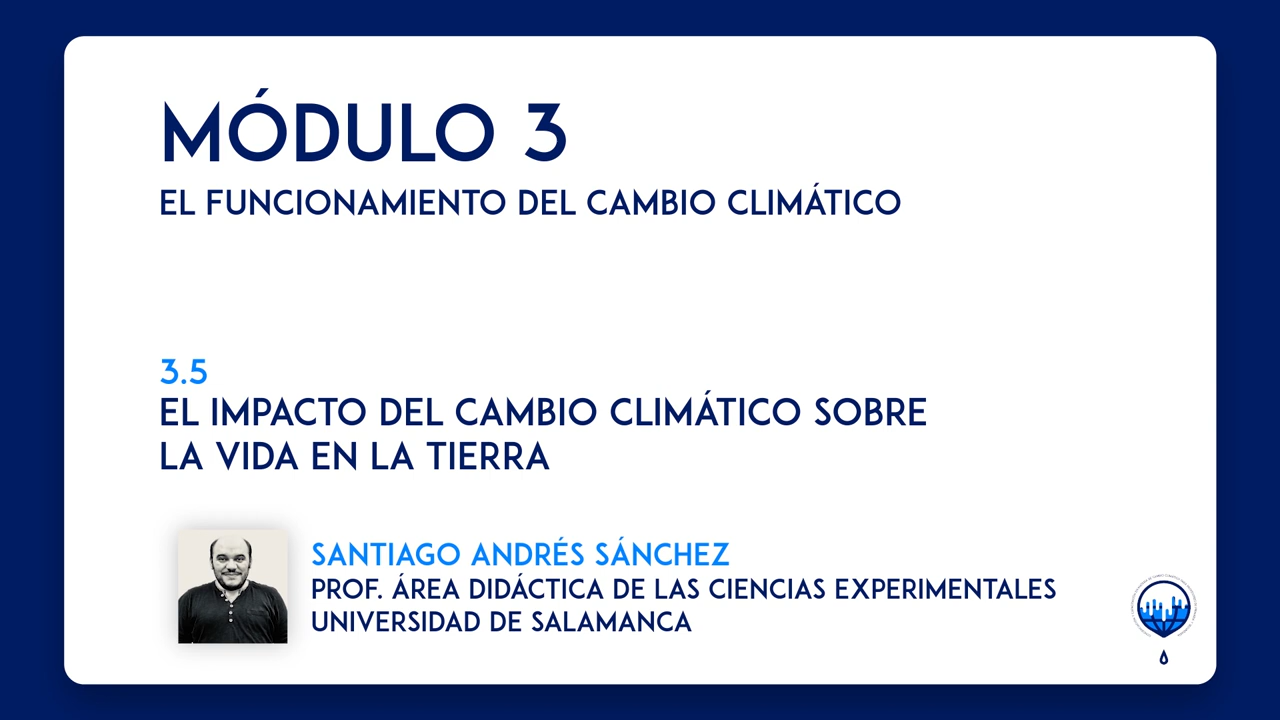 MÓDULO 3
EL FUNCIONAMIENTO DEL CAMBIO CLIMÁTICO
3.5
EL IMPACTO DEL CAMBIO CLIMÁTICO SOBRE
LA VIDA EN LA TIERRA
SANTIAGO ANDRÉS SÁNCHEZ
PROF. ÁREA DIDÁCTICA DE LAS CIENCIAS EXPERIMENTALES
UNIVERSIDAD DE SALAMANCA